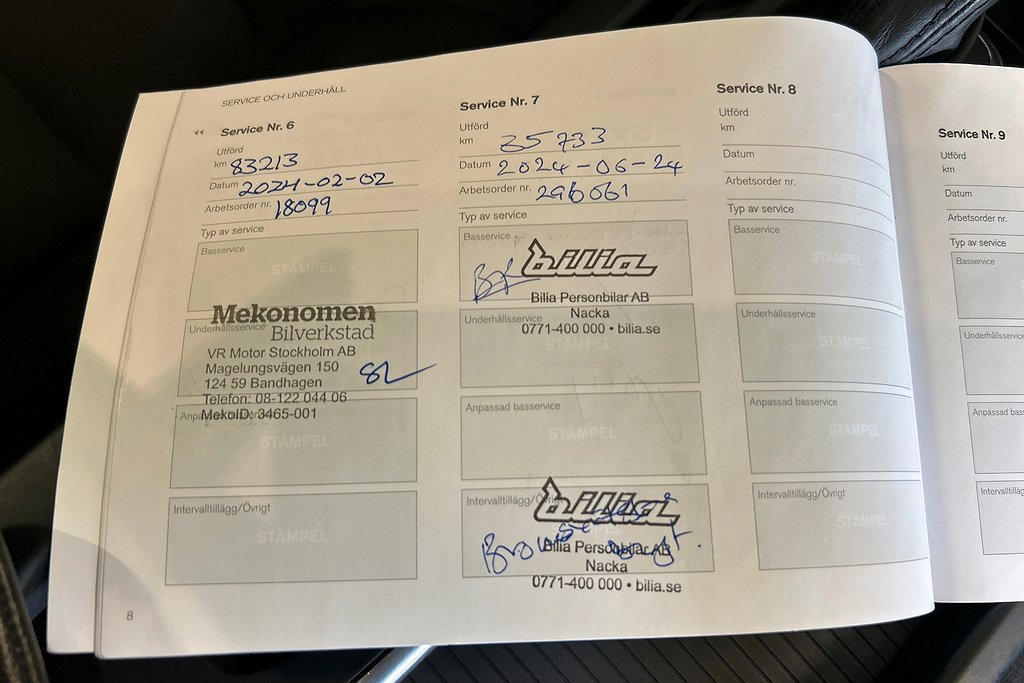 SERVICE OCH UNDERHÅLL
Service Nr. 6
Utförd
km 83213
Datum 2024-02-02
Arbetsorder nr. 18099
Typ av service
Basservice
STÄMPEL
Mekonomen
Underhållsservice
Bilverkstad
VR Motor Stockholm AB
Magelungsvägen 150
124 59 Bandhagen
Telefon: 08-122 044 06
MekoID: 3465-001
SL
STÄMPEL
Intervalltillägg/Övrigt
STÄMPEL
8
Service Nr. 7
Utförd
km 35733
Datum 2024-06-24
Arbetsorder nr. 296061
Typ av service
Basservice
bilia
Bilia Personbilar AB
Nacka
Underhållsservice
0771-400 000 • bilia.se
STÄMPEL
Anpassad basservice
STÄMPEL
Intervalltillägg/Övrigt
bilia
Bilia Personbilar AB
Nacka
0771-400 000 • bilia.se
Service Nr. 8
Utförd
km
Datum
Arbetsorder nr.
Typ av service
Basservice
STÄMPEL
Underhållsservice
STÄMPEL
Anpassad basservice
STÄMPEL
Intervalltillägg/Övrigt
STÄMPEL
Service Nr. 9
Utförd
km
Datum
Arbetsorder nr.
Typ av service
Basservice
Underhållsservice
Anpassad bas
Intervalltillägg